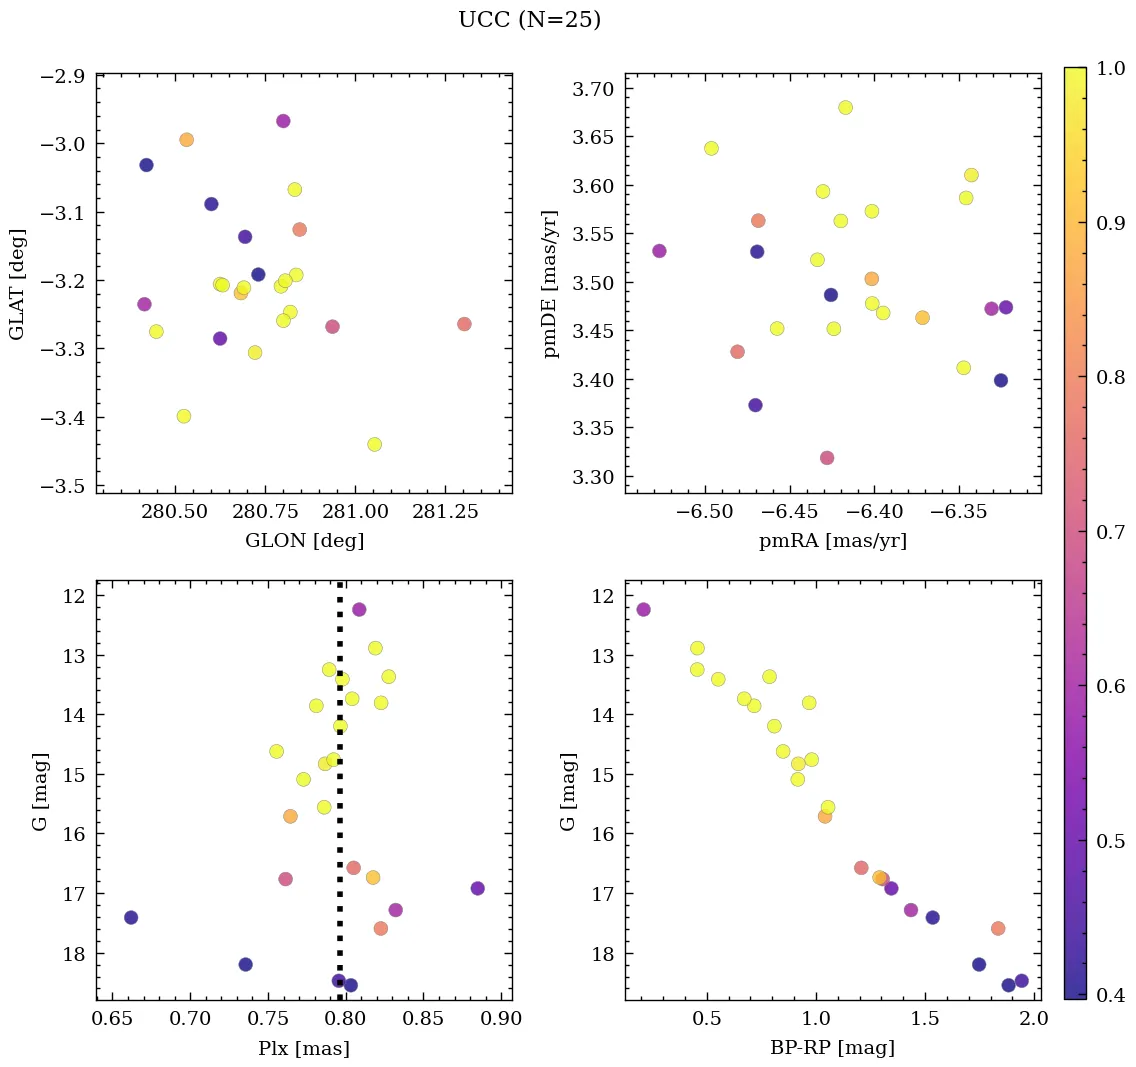 UCC (N=25)
−2.9
−3.0
−3.1
−3.2
−3.3
−3.4
−3.5
GLAT [deg]
280.50 280.75 281.00 281.25
GLON [deg]
3.70
3.65
3.60
3.55
3.50
3.45
3.40
3.35
3.30
pmDE [mas/yr]
−6.50 −6.45 −6.40 −6.35
pmRA [mas/yr]
12
13
14
15
16
17
18
G [mag]
0.65 0.70 0.75 0.80 0.85 0.90
Plx [mas]
12
13
14
15
16
17
18
G [mag]
0.5 1.0 1.5 2.0
BP-RP [mag]
1.0
0.9
0.8
0.7
0.6
0.5
0.4